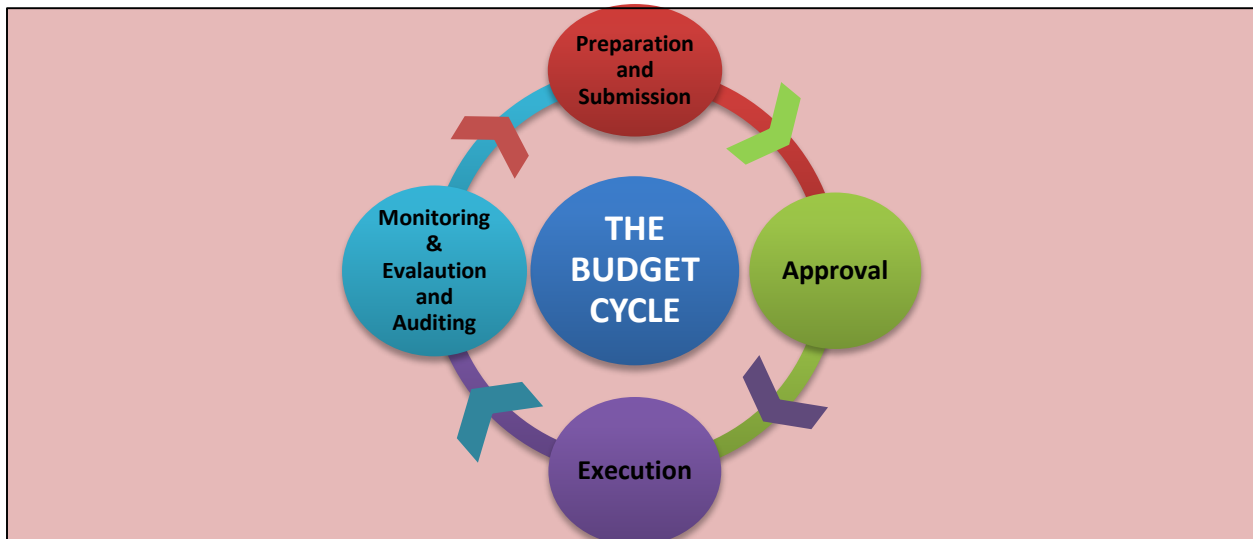 Preparation
and
Submission
THE
BUDGET
CYCLE
Approval
Monitoring
&
Evalaution
and
Auditing
Execution